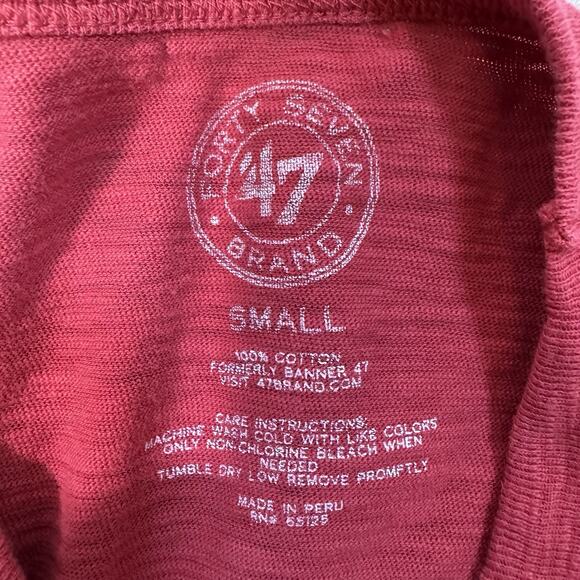 FORTY SEVEN
47
BRAND
SMALL
100% COTTON
FORMERLY BANNER 47
VISIT 47BRAND.COM
CARE INSTRUCTIONS:
MACHINE WASH COLD WITH LIKE COLORS
ONLY NON-CHLORINE BLEACH WHEN
NEEDED
TUMBLE DRY LOW REMOVE PROMPTLY
MADE IN PERU
RN# 55125